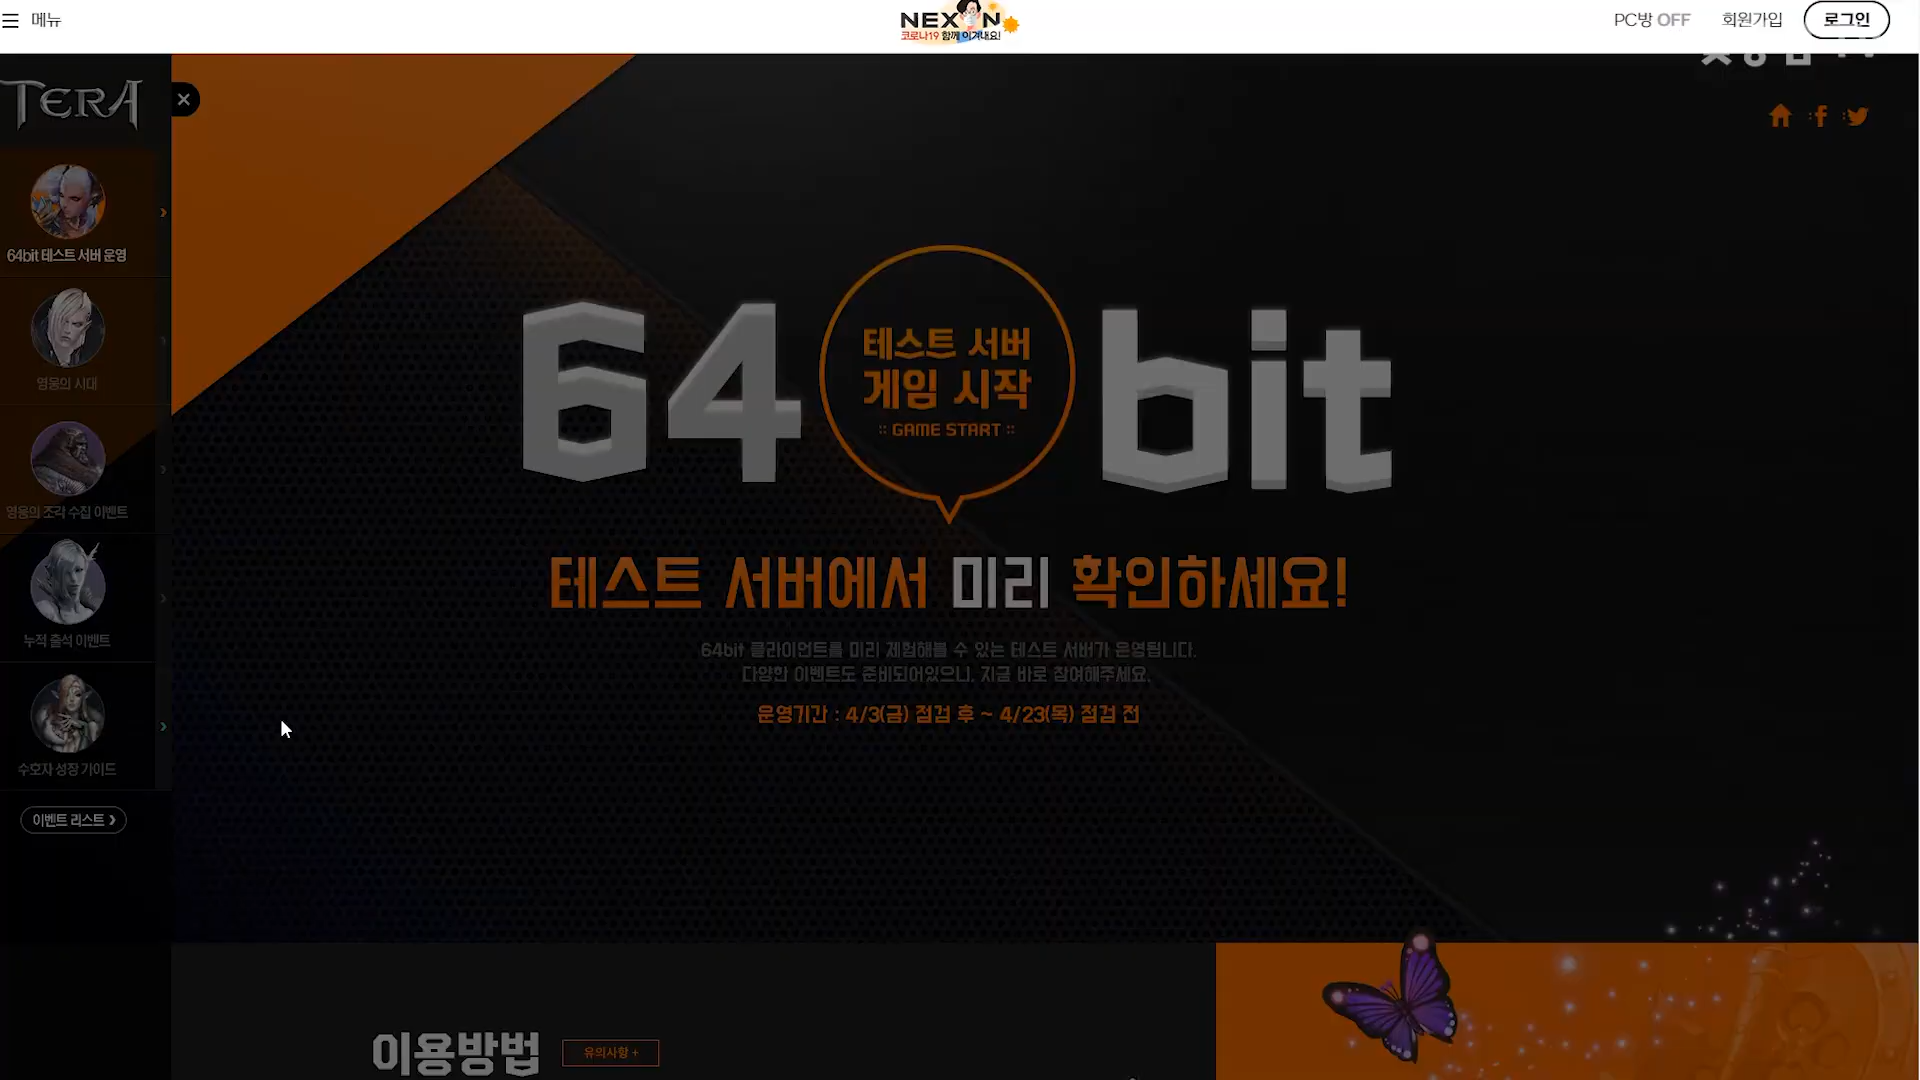 메뉴
NEXON
코로나19 함께 이겨내요!
PC방 OFF
회원가입
로그인
TERA
64bit 테스트 서버 운영
영웅의 시대
영웅의 조각 수집 이벤트
누적 출석 이벤트
수호자 성장 가이드
이벤트 리스트
64 bit
테스트 서버
게임 시작
:: GAME START ::
테스트 서버에서 미리 확인하세요!
64bit 클라이언트를 미리 체험해볼 수 있는 테스트 서버가 운영됩니다.
다양한 이벤트도 준비되어있으니, 지금 바로 참여해주세요.
운영기간 : 4/3(금) 점검 후 ~ 4/23(목) 점검 전
이용방법
유의사항 +